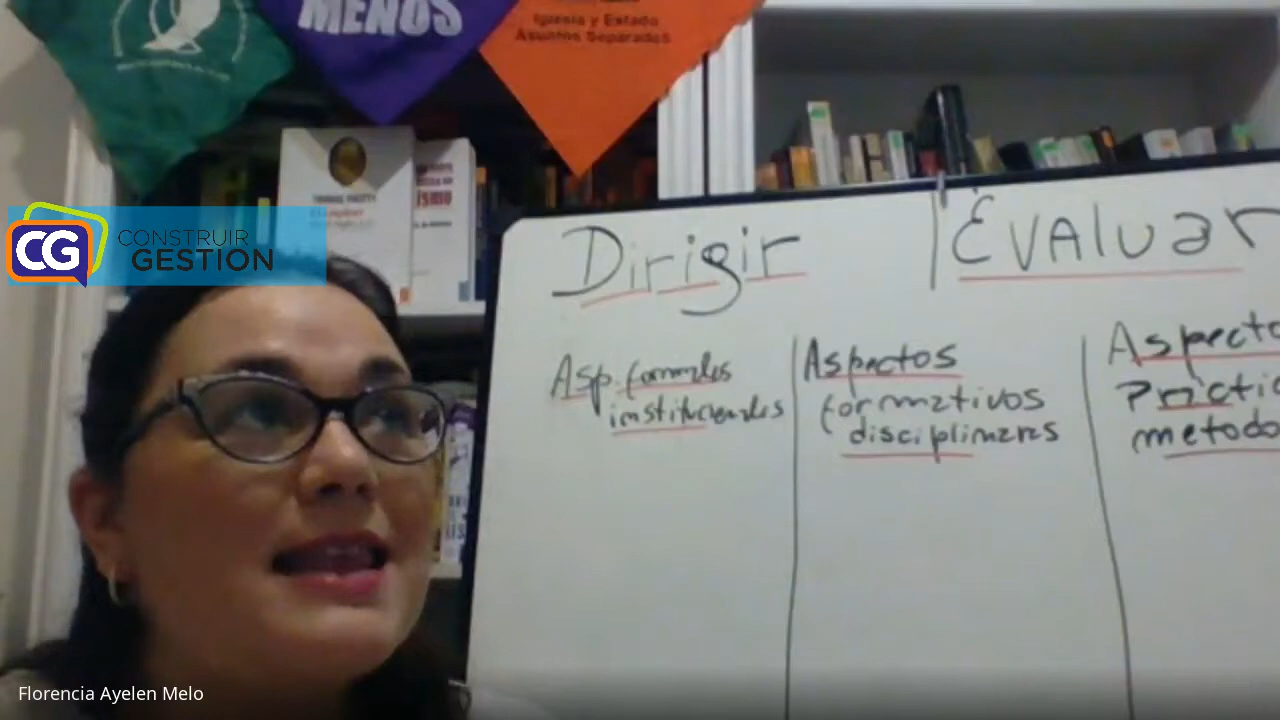 MENOS
Iglesia y Estado
Asuntos Separados
CG CONSTRUIR
GESTION
Dirigir
Evaluar
Asp. formales
institucionales
Aspectos
formativos
disciplinares
Aspecto
Práctic
metodo
Florencia Ayelen Melo